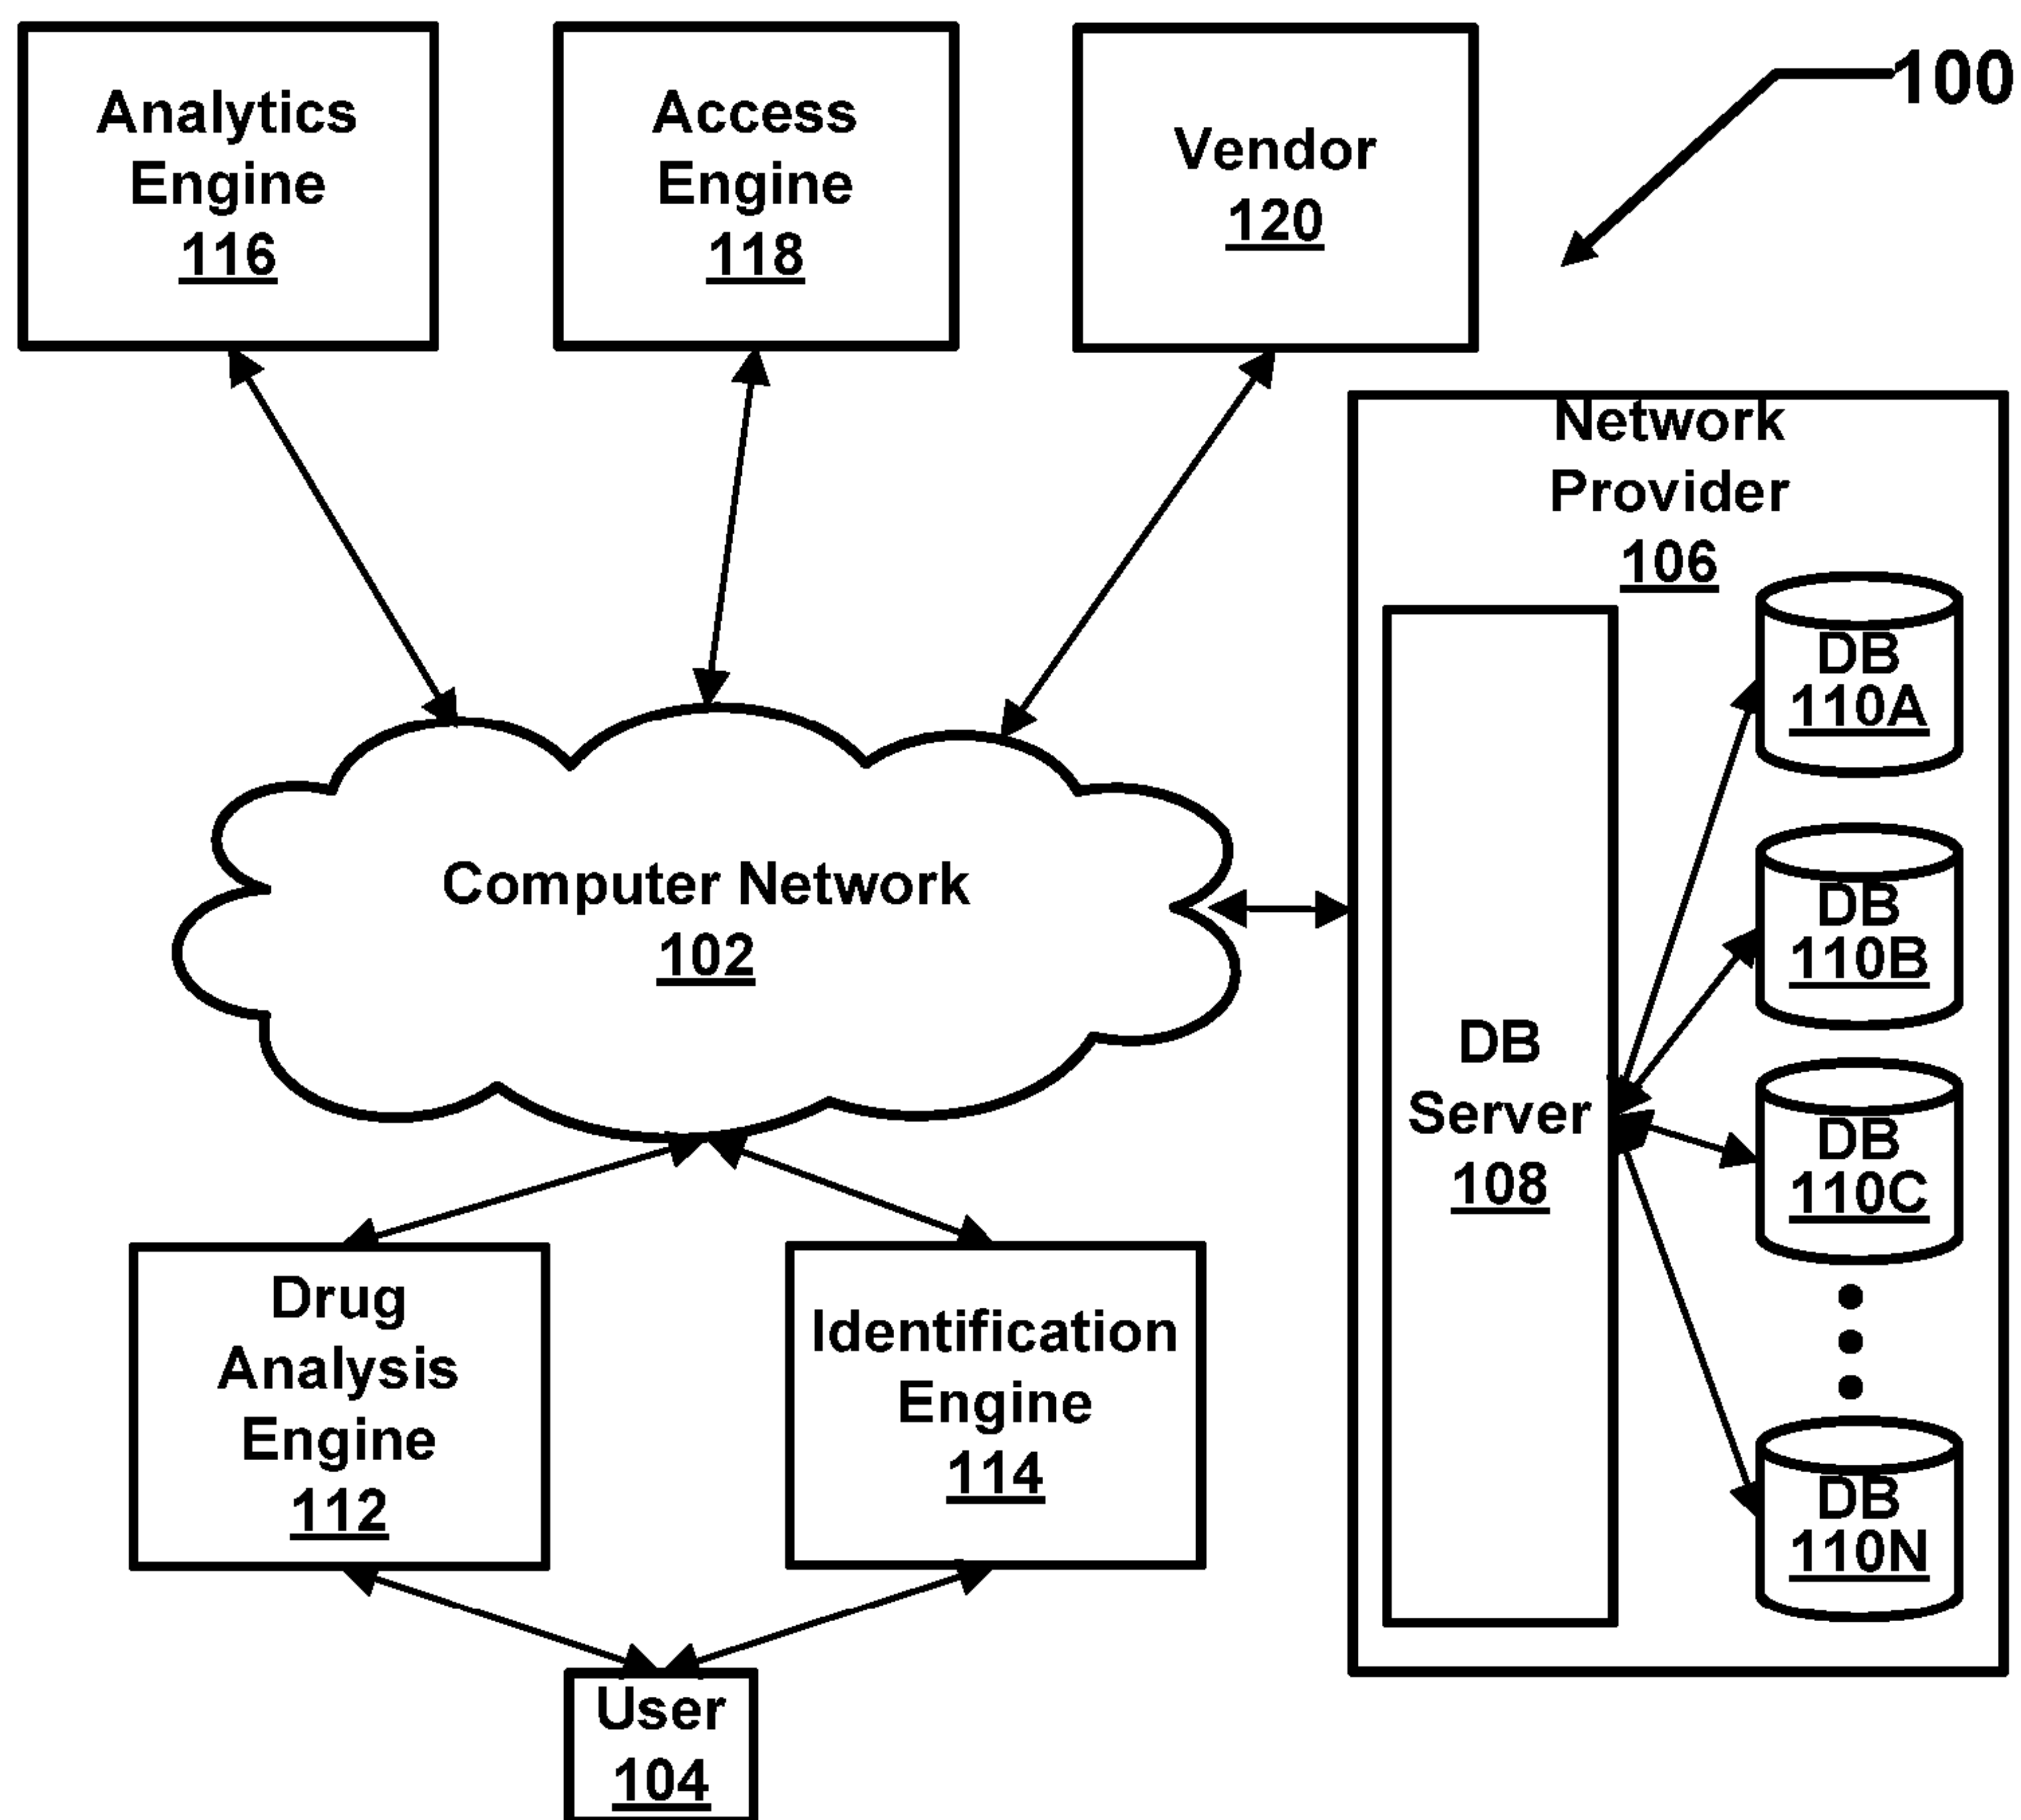 Analytics
Engine
116
Access
Engine
118
Vendor
120
100
Network
Provider
106
DB
110A
DB
110B
DB
110C
DB
110N
DB
Server
108
Computer Network
102
Drug
Analysis
Engine
112
Identification
Engine
114
User
104